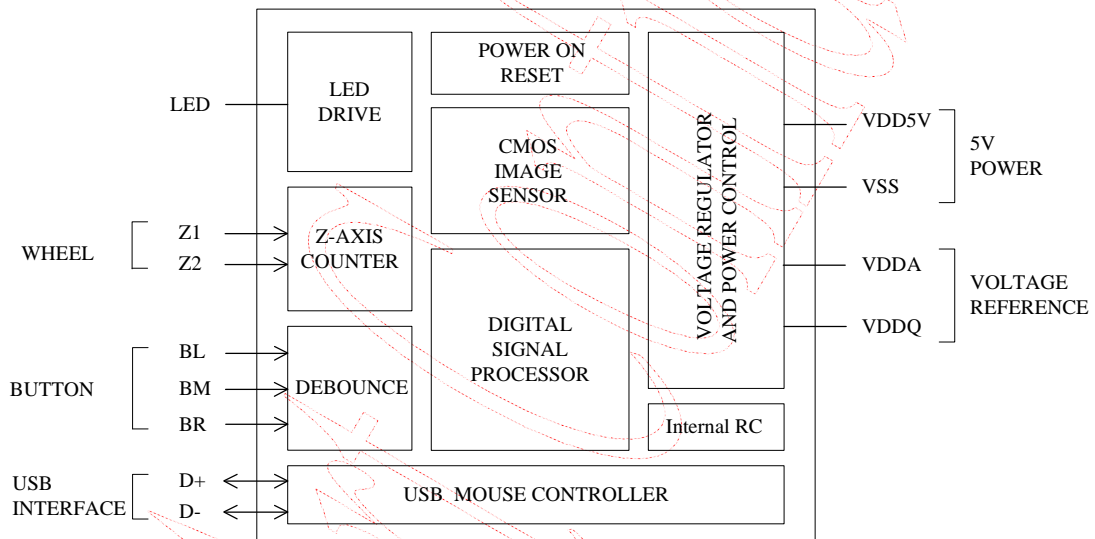 LED
WHEEL
Z1
Z2
BUTTON
BL
BM
BR
USB
INTERFACE
D+
D-
LED
DRIVE
Z-AXIS
COUNTER
DEBOUNCE
POWER ON
RESET
CMOS
IMAGE
SENSOR
DIGITAL
SIGNAL
PROCESSOR
VOLTAGE REGULATOR
AND POWER CONTROL
Internal RC
USB MOUSE CONTROLLER
VDD5V
VSS
5V
POWER
VDDA
VDDQ
VOLTAGE
REFERENCE